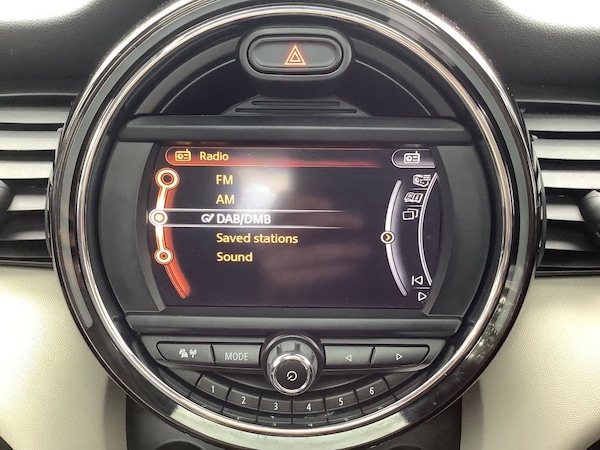 Radio
FM
AM
DAB/DMB
Saved stations
Sound
MODE
1 2 3 4 5 6